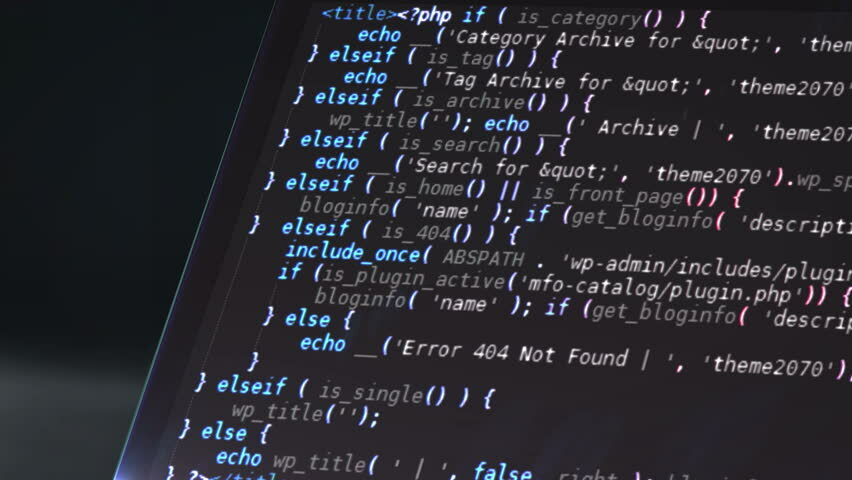 <title><?php if ( is_category() ) {
echo __('Category Archive for &quot;', 'them
} elseif ( is_tag() ) {
echo __('Tag Archive for &quot;', 'theme2070'
} elseif ( is_archive() ) {
wp_title(''); echo __(' Archive | ', 'theme207
} elseif ( is_search() ) {
echo __('Search for &quot;', 'theme2070').wp_sp
} elseif ( is_home() || is_front_page()) {
bloginfo( 'name' ); if (get_bloginfo( 'descripti
} elseif ( is_404() ) {
include_once( ABSPATH . 'wp-admin/includes/plugin
if (is_plugin_active('mfo-catalog/plugin.php')) {
bloginfo( 'name' ); if (get_bloginfo( 'descrip
} else {
echo __('Error 404 Not Found | ', 'theme2070')
}
} elseif ( is_single() ) {
wp_title('');
} else {
echo wp_title( ' | ', false, right );
} ?></titl